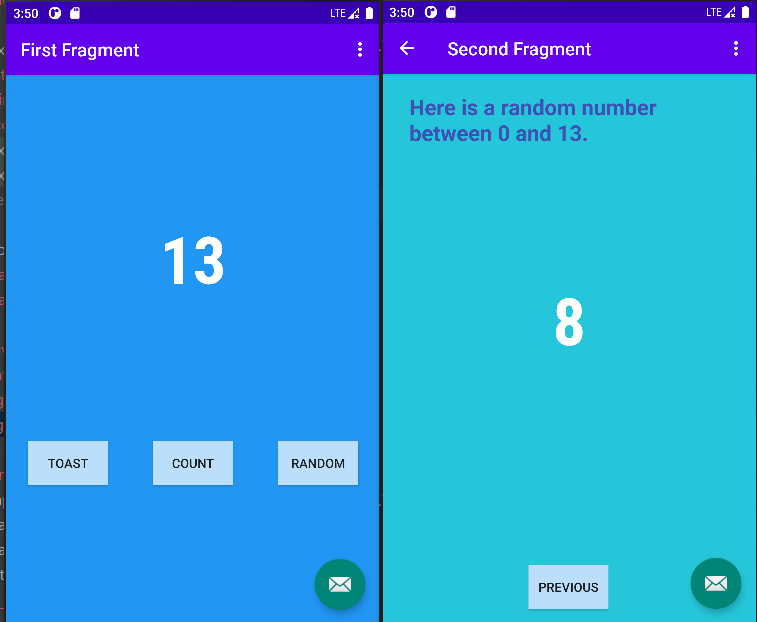 3:50
LTE
First Fragment
13
TOAST
COUNT
RANDOM
3:50
LTE
Second Fragment
Here is a random number
between 0 and 13.
8
PREVIOUS